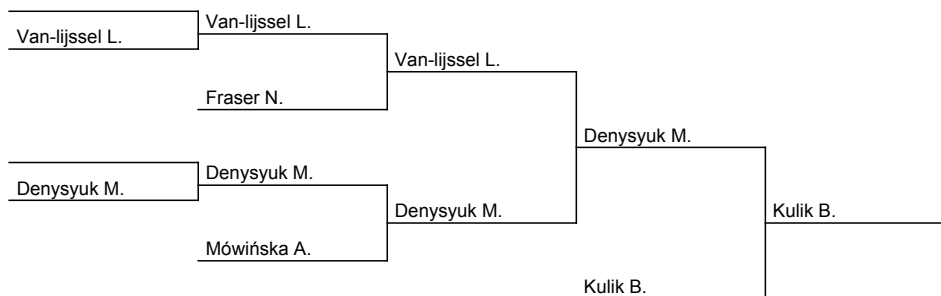 Van-lijssel L.
Van-lijssel L.
Van-lijssel L.
Fraser N.
Denysyuk M.
Denysyuk M.
Denysyuk M.
Denysyuk M.
Kulik B.
Mówińska A.
Kulik B.